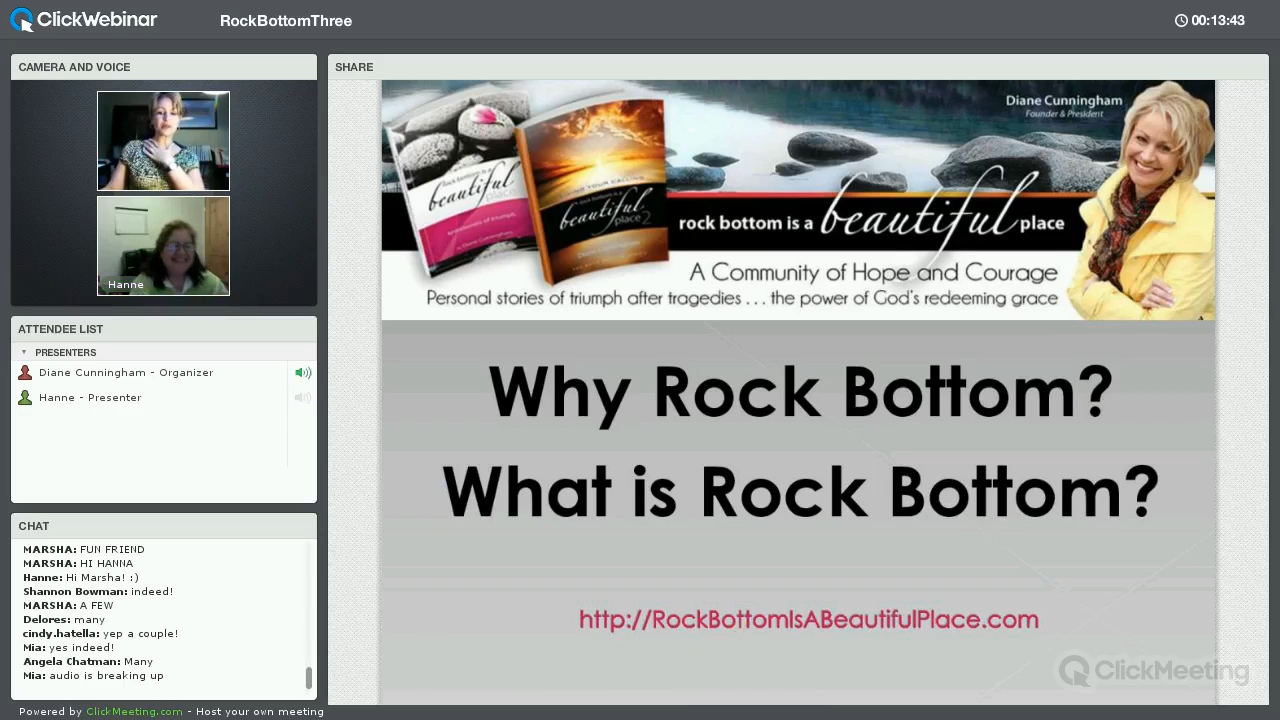 ClickWebinar
RockBottomThree
00:13:43
CAMERA AND VOICE
Hanne
ATTENDEE LIST
PRESENTERS
Diane Cunningham - Organizer
Hanne - Presenter
CHAT
MARSHA: FUN FRIEND
MARSHA: HI HANNA
Hanne: Hi Marsha! :)
Shannon Bowman: indeed!
MARSHA: A FEW
Delores: many
cindy.estella: yep a couple!
Mia: yes indeed!
Angela Chatman: Many
Mia: audio is breaking up
Powered by ClickMeeting.com - Host your own meeting
SHARE
Diane Cunningham
Founder & President
beautiful
beautiful
place 2
rock bottom is a beautiful place
A Community of Hope and Courage
Personal stories of triumph after tragedies . . . the power of God's redeeming grace
Why Rock Bottom?
What is Rock Bottom?
http://RockBottomIsABeautifulPlace.com
ClickMeeting